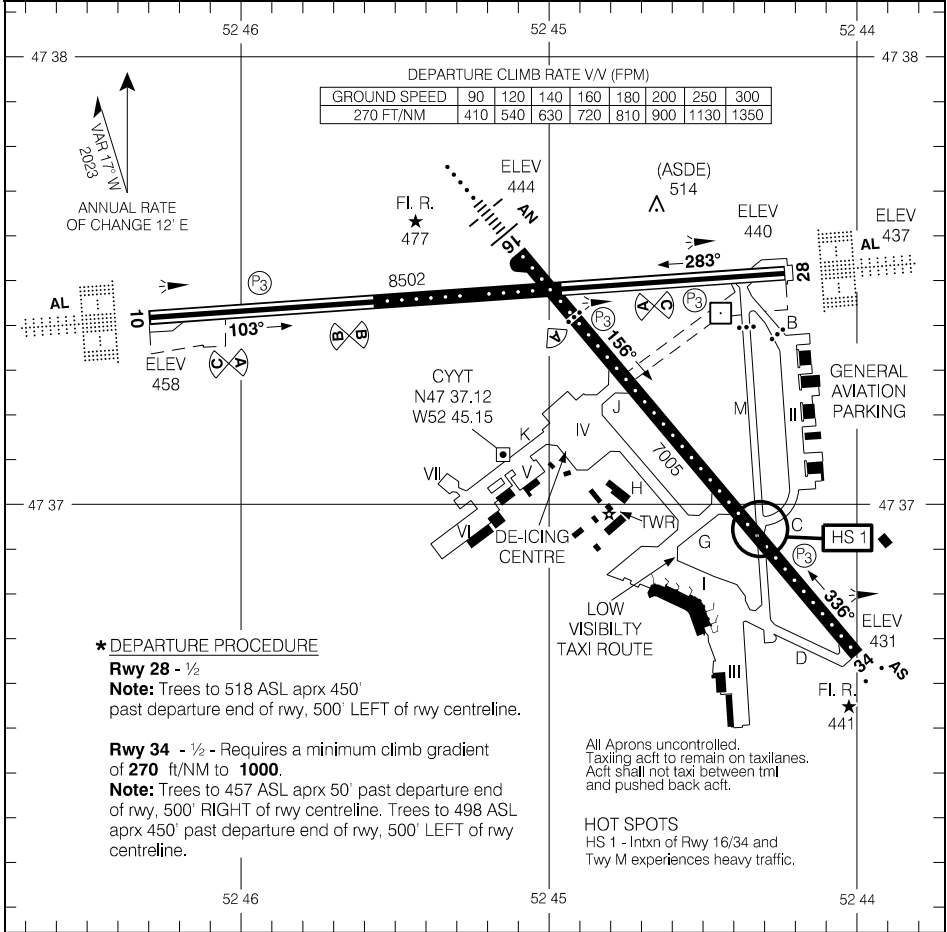 52 46
52 45
52 44
47 38
47 38
DEPARTURE CLIMB RATE V/V (FPM)
GROUND SPEED 90 120 140 160 180 200 250 300
270 FT/NM 410 540 630 720 810 900 1130 1350
VAR 17° W
2023
ANNUAL RATE
OF CHANGE 12' E
ELEV
444
AN
16
Fl. R.
477
(ASDE)
514
ELEV
440
ELEV
437
AL
28
283°
8502
P3
P3
P3
AL
10
103°
ELEV
458
C A
B B
A
A C
156°
B
GENERAL
AVIATION
PARKING
II
M
CYYT
N47 37.12
W52 45.15
K
IV
J
7005
VII
V
VI
H
TWR
DE-ICING
CENTRE
47 37
47 37
G
C
HS 1
P3
336°
I
LOW
VISIBILTY
TAXI ROUTE
ELEV
431
34
AS
D
III
Fl. R.
441
* DEPARTURE PROCEDURE
Rwy 28 - ½
Note: Trees to 518 ASL aprx 450'
past departure end of rwy, 500' LEFT of rwy centreline.
Rwy 34 - ½ - Requires a minimum climb gradient
of 270 ft/NM to 1000.
Note: Trees to 457 ASL aprx 50' past departure end
of rwy, 500' RIGHT of rwy centreline. Trees to 498 ASL
aprx 450' past departure end of rwy, 500' LEFT of rwy
centreline.
All Aprons uncontrolled.
Taxiing acft to remain on taxilanes.
Acft shall not taxi between tml
and pushed back acft.
HOT SPOTS
HS 1 - Intxn of Rwy 16/34 and
Twy M experiences heavy traffic.
52 46
52 45
52 44